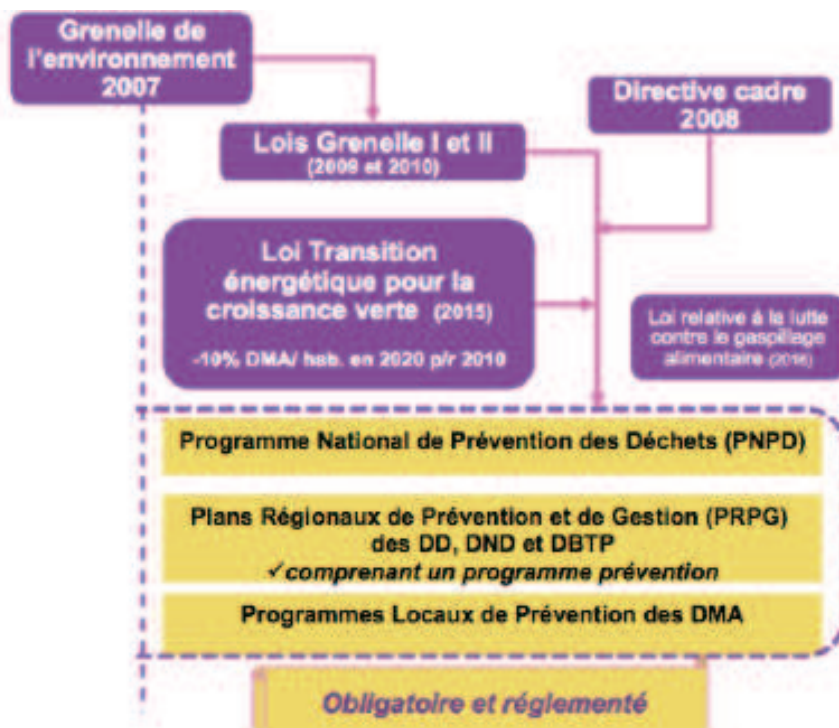 Grenelle de
l'environnement
2007
Directive cadre
2008
Lois Grenelle I et II
(2009 et 2010)
Loi Transition
énergétique pour la
croissance verte (2015)
-10% DMA/ hab. en 2020 p/r 2010
Loi relative à la lutte
contre le gaspillage
alimentaire (2016)
Programme National de Prévention des Déchets (PNPD)
Plans Régionaux de Prévention et de Gestion (PRPG)
des DD, DND et DBTP
✓comprenant un programme prévention
Programmes Locaux de Prévention des DMA
Obligatoire et réglementé